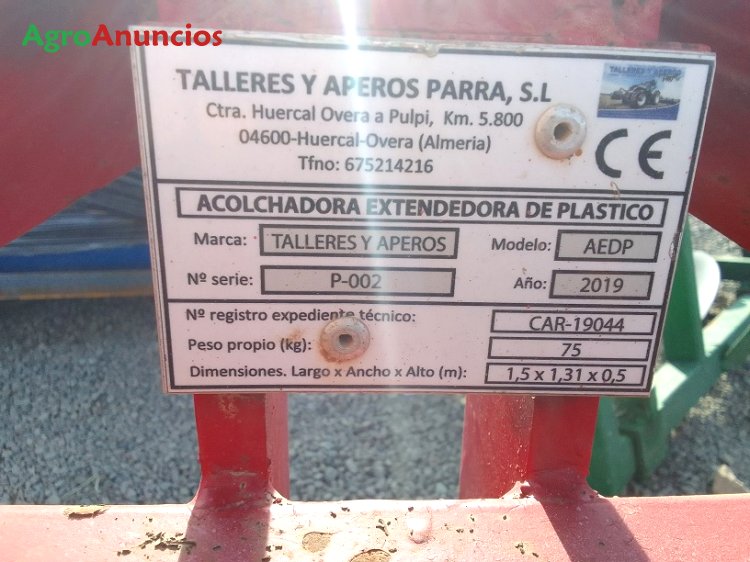 AgroAnuncios
TALLERES Y APEROS PARRA, S.L
Ctra. Huercal Overa a Pulpi, Km. 5.800
04600-Huercal-Overa (Almeria)
Tfno: 675214216
TALLERES Y APEROS
CE
ACOLCHADORA EXTENDEDORA DE PLASTICO
Marca: TALLERES Y APEROS Modelo: AEDP
Nº serie: P-002 Año: 2019
Nº registro expediente técnico: CAR-19044
Peso propio (kg): 75
Dimensiones. Largo x Ancho x Alto (m): 1,5 x 1,31 x 0,5